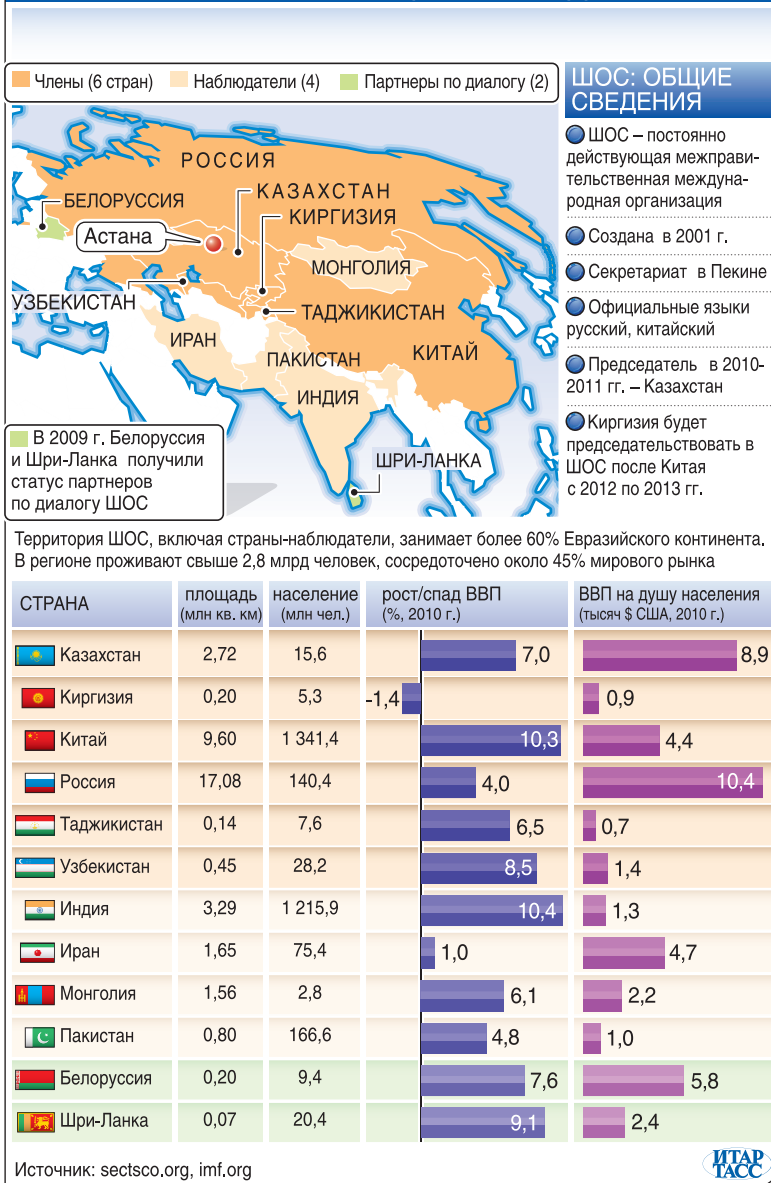 Члены (6 стран)
Наблюдатели (4)
Партнеры по диалогу (2)
ШОС: ОБЩИЕ
СВЕДЕНИЯ
РОССИЯ
БЕЛОРУССИЯ
КАЗАХСТАН
КИРГИЗИЯ
Астана
МОНГОЛИЯ
УЗБЕКИСТАН
ТАДЖИКИСТАН
ИРАН
ПАКИСТАН
КИТАЙ
ИНДИЯ
ШРИ-ЛАНКА
В 2009 г. Белоруссия
и Шри-Ланка получили
статус партнеров
по диалогу ШОС
ШОС – постоянно
действующая межправи-
тельственная междуна-
родная организация
Создана в 2001 г.
Секретариат в Пекине
Официальные языки
русский, китайский
Председатель в 2010-
2011 гг. – Казахстан
Киргизия будет
председательствовать в
ШОС после Китая
с 2012 по 2013 гг.
Территория ШОС, включая страны-наблюдатели, занимает более 60% Евразийского континента.
В регионе проживают свыше 2,8 млрд человек, сосредоточено около 45% мирового рынка
СТРАНА площадь население рост/спад ВВП ВВП на душу населения
(млн кв. км) (млн чел.) (%, 2010 г.) (тысяч $ США, 2010 г.)
Казахстан 2,72 15,6 7,0 8,9
Киргизия 0,20 5,3 -1,4 0,9
Китай 9,60 1 341,4 10,3 4,4
Россия 17,08 140,4 4,0 10,4
Таджикистан 0,14 7,6 6,5 0,7
Узбекистан 0,45 28,2 8,5 1,4
Индия 3,29 1 215,9 10,4 1,3
Иран 1,65 75,4 1,0 4,7
Монголия 1,56 2,8 6,1 2,2
Пакистан 0,80 166,6 4,8 1,0
Белоруссия 0,20 9,4 7,6 5,8
Шри-Ланка 0,07 20,4 9,1 2,4
Источник: sectsco.org, imf.org
ИТАР
ТАСС